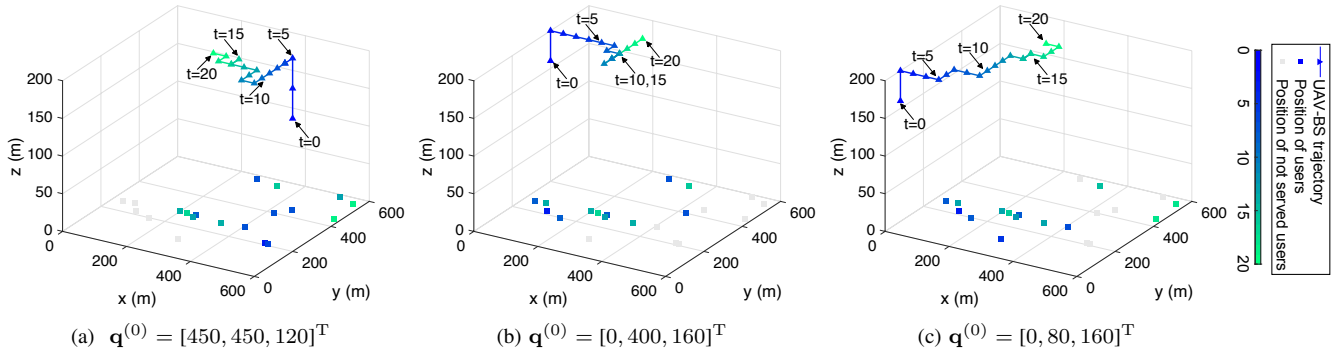 t=15
t=5
t=20
t=10
t=0
200
150
100
50
0
z (m)
0
200
400
600
x (m)
0
200
400
600
y (m)
(a) q^(0) = [450, 450, 120]^T
t=5
t=0
t=20
t=10,15
200
150
100
50
0
z (m)
0
200
400
600
x (m)
0
200
400
600
y (m)
(b) q^(0) = [0, 400, 160]^T
t=20
t=5
t=10
t=15
t=0
200
150
100
50
0
z (m)
0
200
400
600
x (m)
0
200
400
600
y (m)
(c) q^(0) = [0, 80, 160]^T
0
5
10
15
20
UAV-BS trajectory
Position of users
Position of not served users